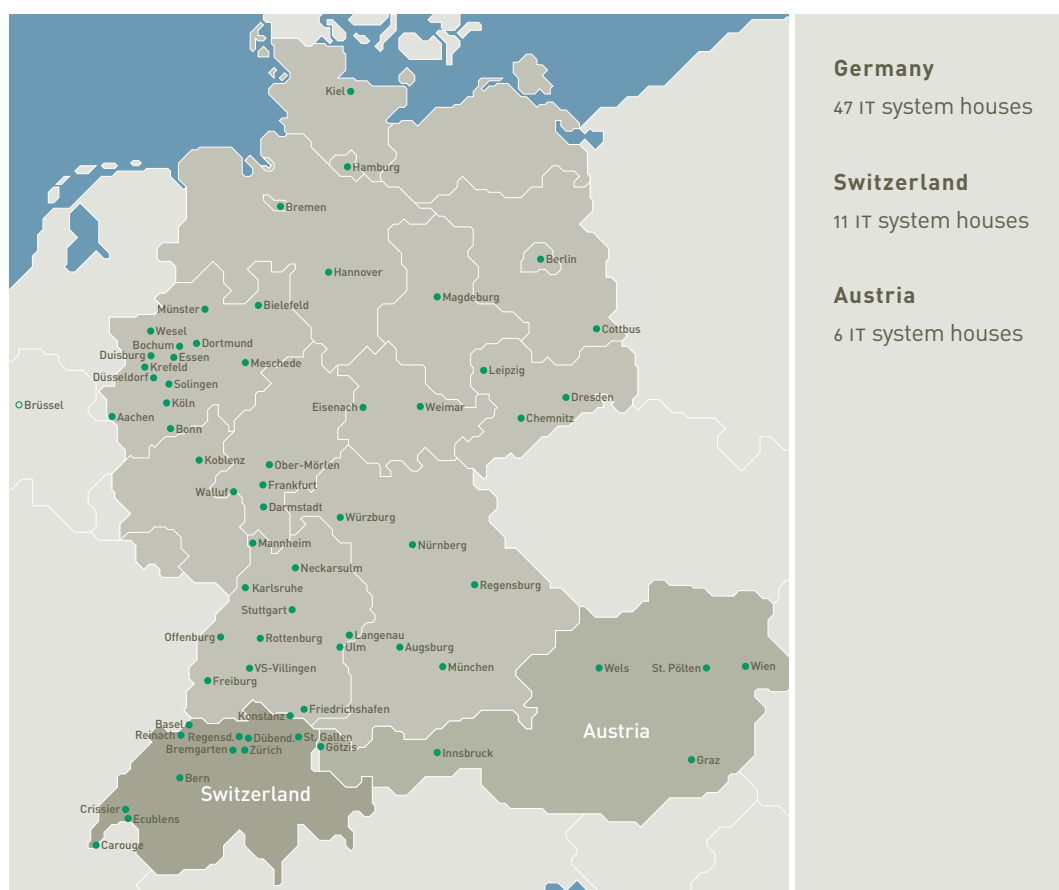 Kiel
Hamburg
Bremen
Hannover
Berlin
Magdeburg
Münster
Bielefeld
Wesel
Cottbus
Bochum
Dortmund
Duisburg
Essen
Meschede
Krefeld
Leipzig
Düsseldorf
Solingen
Dresden
Brüssel
Köln
Eisenach
Weimar
Aachen
Chemnitz
Bonn
Koblenz
Ober-Mörlen
Frankfurt
Walluf
Darmstadt
Würzburg
Mannheim
Nürnberg
Neckarsulm
Karlsruhe
Regensburg
Stuttgart
Offenburg
Rottenburg
Langenau
Ulm
Augsburg
VS-Villingen
München
Wels
St. Pölten
Wien
Freiburg
Friedrichshafen
Konstanz
Basel
Reinach
Regensd.
Dübend.
St. Gallen
Austria
Bremgarten
Zürich
Götzis
Innsbruck
Graz
Bern
Switzerland
Crissier
Ecublens
Carouge
Germany
47 IT system houses
Switzerland
11 IT system houses
Austria
6 IT system houses